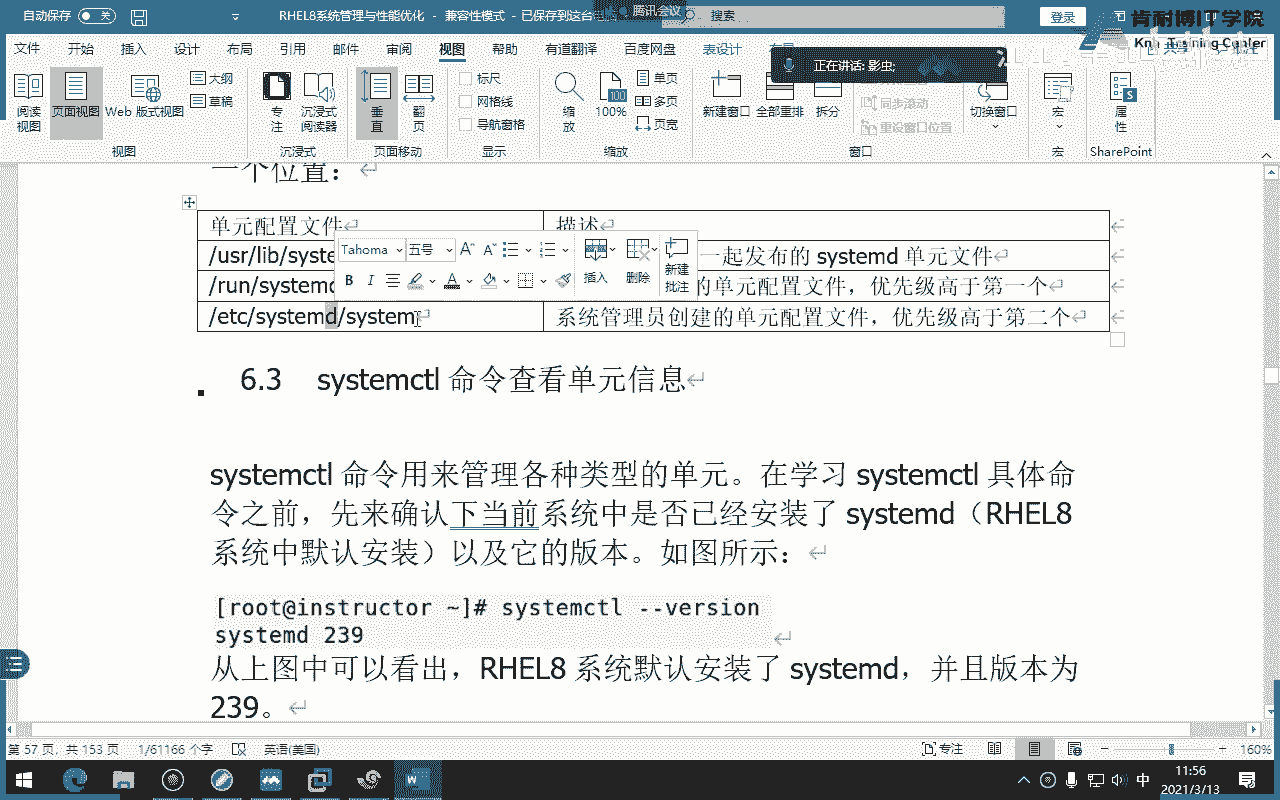 自动保存 关 RHEL8系统管理与性能优化 - 兼容性模式 - 已保存到这台 腾讯会议 搜索 登录 肯耐博IT学院
文件 开始 插入 设计 布局 引用 邮件 审阅 视图 帮助 有道翻译 百度网盘 表设计 布局 共享
正在讲话: 影虫;
阅读视图 页面视图 Web 版式视图 大纲 草稿 专注 沉浸式阅读器 垂直 翻页 标尺 网格线 导航窗格 缩放 100% 单页 多页 页宽 新建窗口 全部重排 拆分 同步滚动 重设窗口位置 切换窗口 宏 属性
视图 沉浸式 页面移动 显示 缩放 窗口 宏 SharePoint
一个位置：
单元配置文件 描述
/usr/lib/syste 一起发布的 systemd 单元文件
/run/systemd 的单元配置文件，优先级高于第一个
/etc/systemd/system 系统管理员创建的单元配置文件，优先级高于第二个
Tahoma 五号
B I 插入 删除 新建批注
6.3 systemctl 命令查看单元信息
systemctl 命令用来管理各种类型的单元。在学习 systemctl 具体命
令之前，先来确认下当前系统中是否已经安装了 systemd（RHEL8
系统中默认安装）以及它的版本。如图所示：
[root@instructor ~]# systemctl --version
systemd 239
从上图中可以看出，RHEL8 系统默认安装了 systemd，并且版本为
239。
第 57 页，共 153 页 1/61166 个字 英语(美国) 专注 160%
中 11:56
2021/3/13